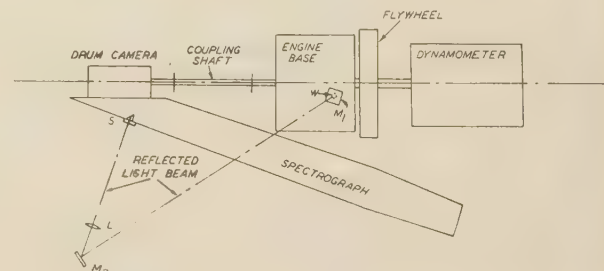 FLYWHEEL
DRUM CAMERA
COUPLING
SHAFT
ENGINE
BASE
DYNAMOMETER
W
M1
S
REFLECTED
LIGHT BEAM
SPECTROGRAPH
L
M2